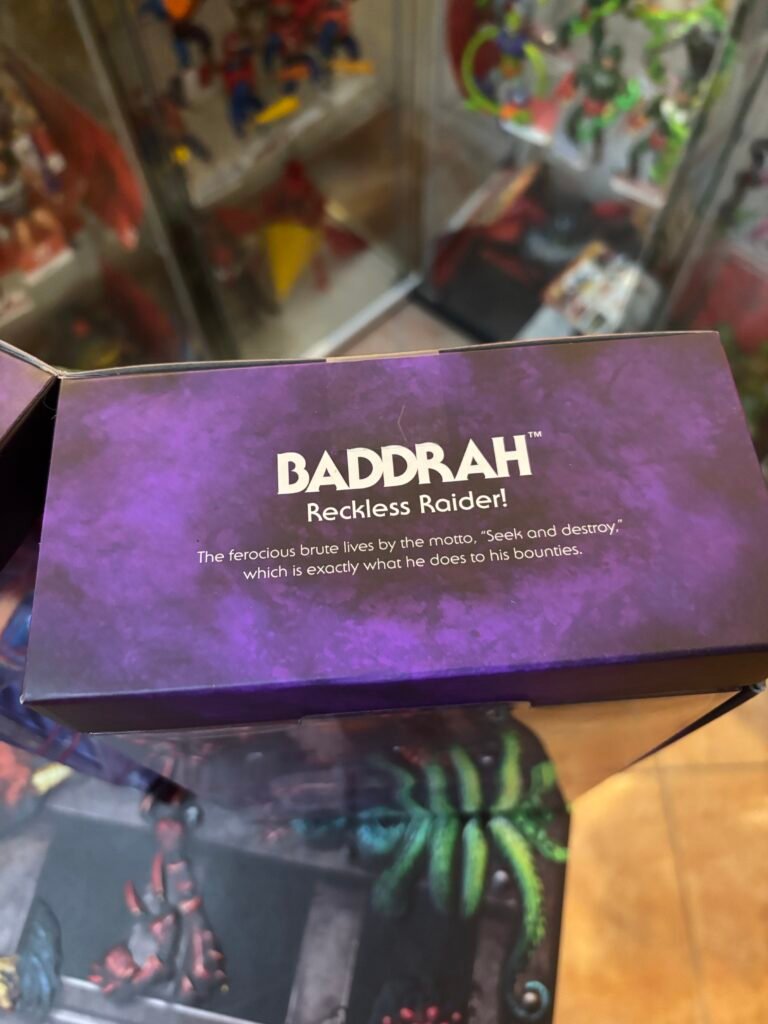 BADDRAH™
Reckless Raider!
The ferocious brute lives by the motto, “Seek and destroy,”
which is exactly what he does to his bounties.